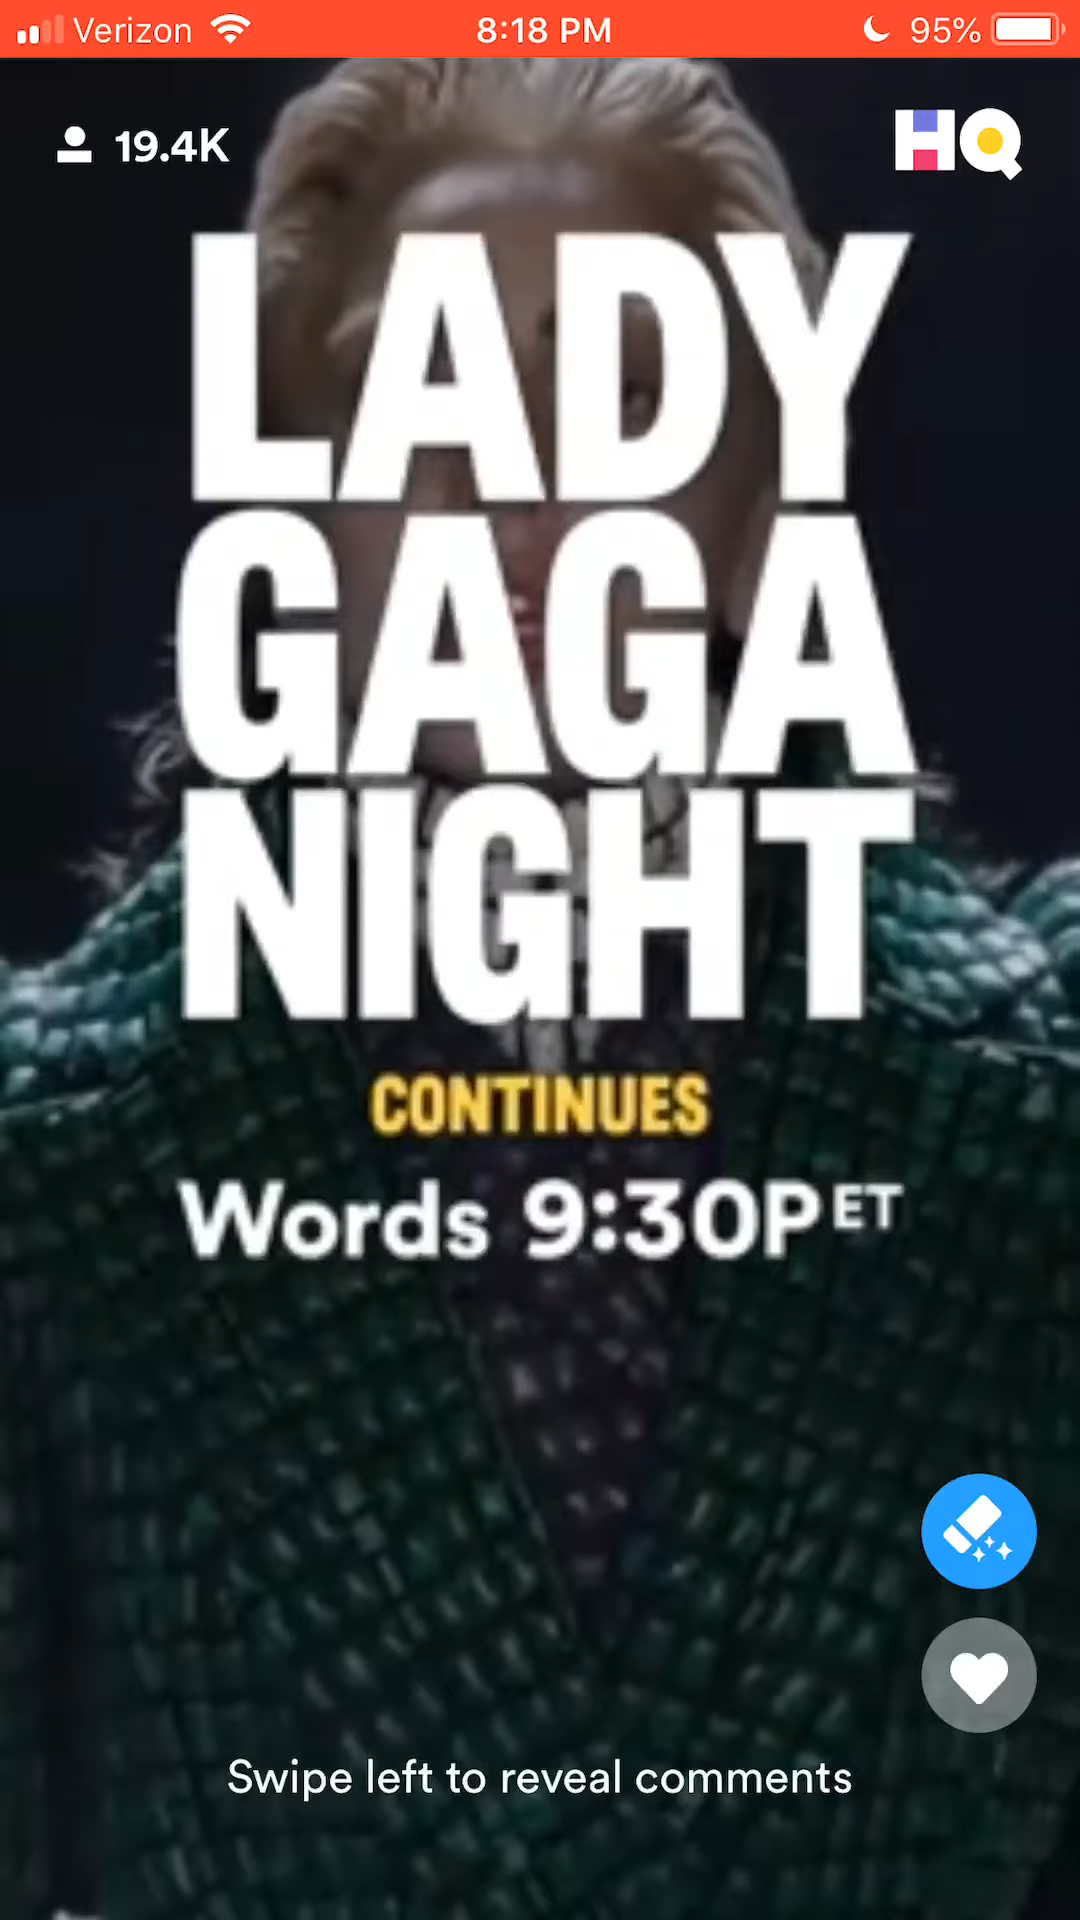 Verizon 8:18 PM 95%
19.4K HQ
LADY
GAGA
NIGHT
CONTINUES
Words 9:30P ET
Swipe left to reveal comments